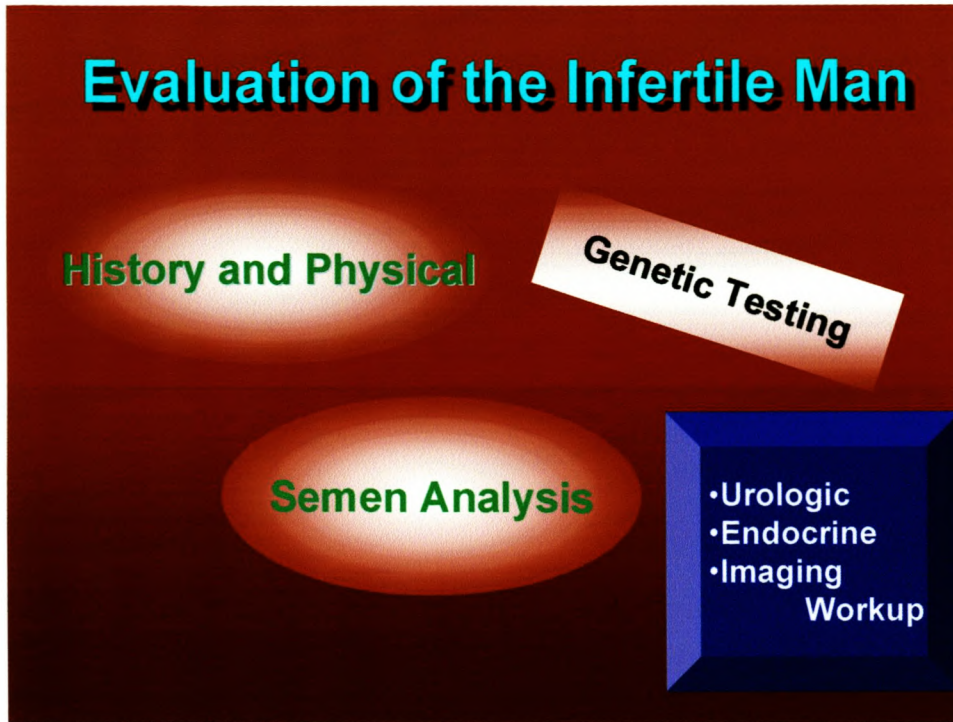 Evaluation of the Infertile Man
History and Physical
Genetic Testing
Semen Analysis
•Urologic
•Endocrine
•Imaging
Workup